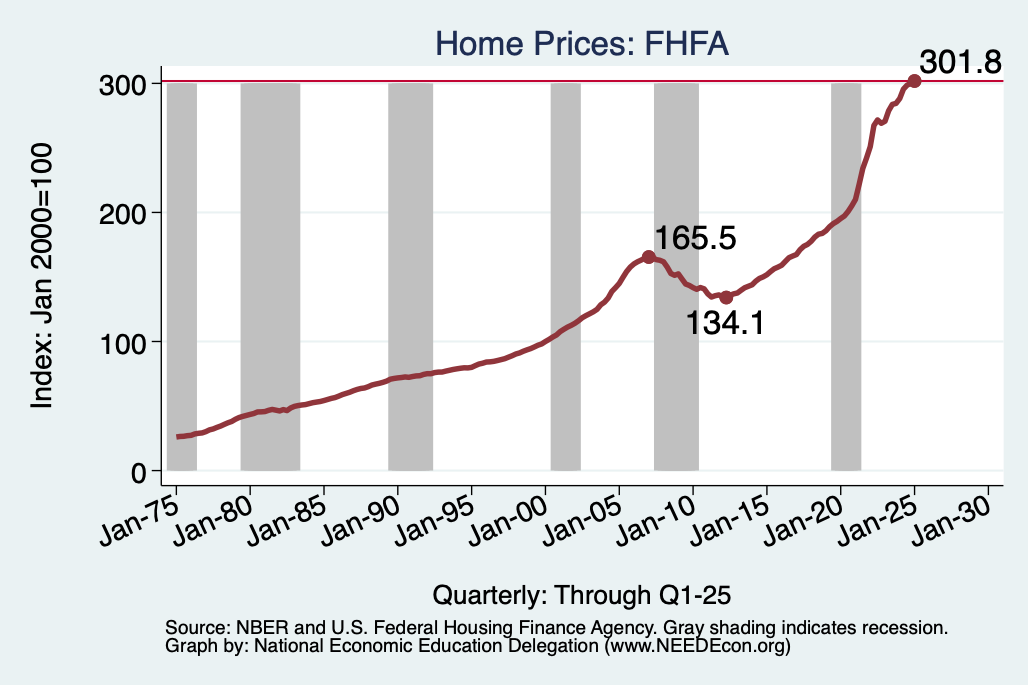 Home Prices: FHFA
301.8
Index: Jan 2000=100
300
200
100
0
165.5
134.1
Jan-75
Jan-80
Jan-85
Jan-90
Jan-95
Jan-00
Jan-05
Jan-10
Jan-15
Jan-20
Jan-25
Jan-30
Quarterly: Through Q1-25
Source: NBER and U.S. Federal Housing Finance Agency. Gray shading indicates recession.
Graph by: National Economic Education Delegation (www.NEEDEcon.org)